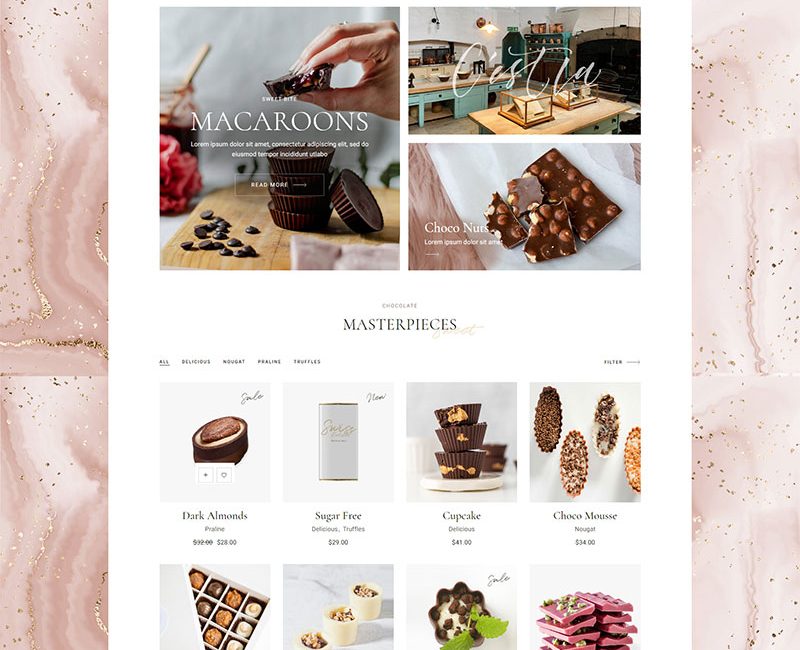 SWEET BITE
MACAROONS
Lorem ipsum dolor sit amet, consectetur adipiscing elit, sed do
eiusmod tempor incididunt utlabo
READ MORE
C'est la
Choco Nuts
Lorem ipsum dolor sit amet
CHOCOLATE
MASTERPIECES
Sweet
ALL DELICIOUS NOUGAT PRALINE TRUFFLES
FILTER
Sale
New
Swiss
Dark Almonds
Praline
$32.00 $28.00
Sugar Free
Delicious, Truffles
$29.00
Cupcake
Delicious
$41.00
Choco Mousse
Nougat
$34.00
Sale